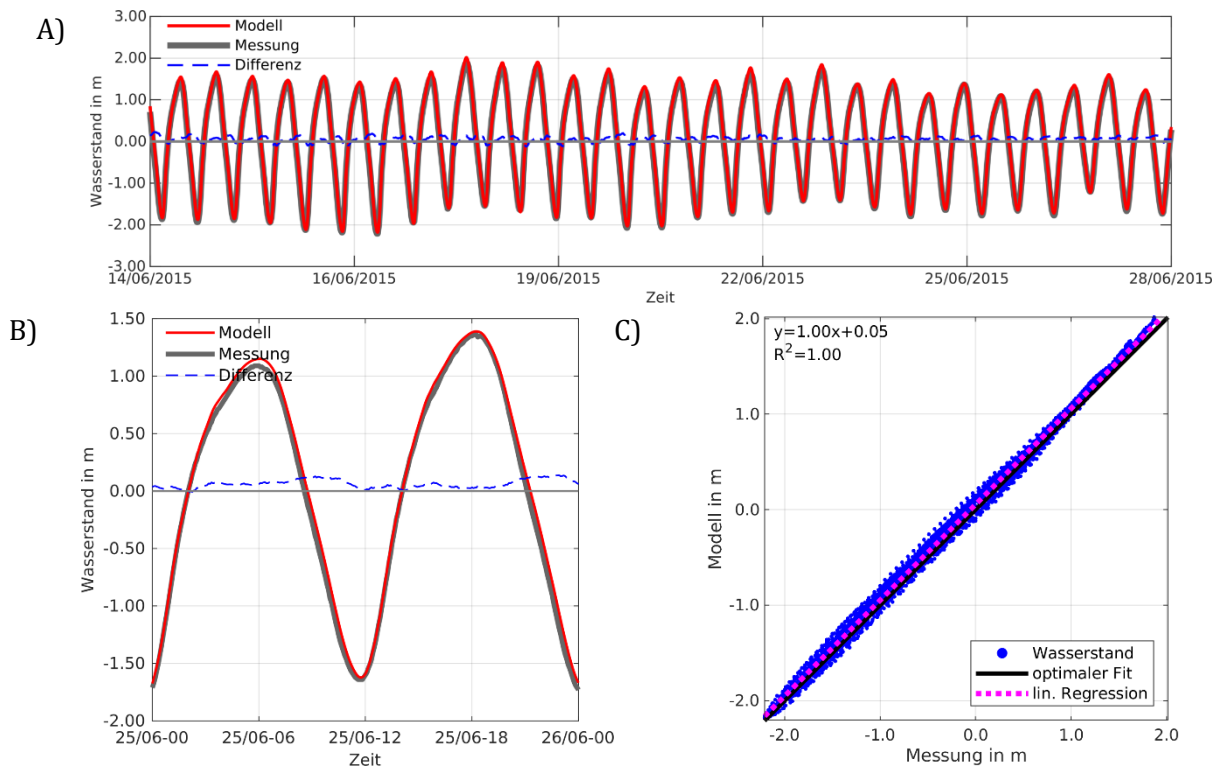 A)
3.00
2.00
1.00
0.00
-1.00
-2.00
-3.00
Wasserstand in m
Modell
Messung
Differenz
14/06/2015 16/06/2015 19/06/2015 22/06/2015 25/06/2015 28/06/2015
Zeit
B)
1.50
1.00
0.50
0.00
-0.50
-1.00
-1.50
-2.00
Wasserstand in m
Modell
Messung
Differenz
25/06-00 25/06-06 25/06-12 25/06-18 26/06-00
Zeit
C)
2.0
1.0
0.0
-1.0
-2.0
Modell in m
y=1.00x+0.05
R²=1.00
Wasserstand
optimaler Fit
lin. Regression
-2.0 -1.0 0.0 1.0 2.0
Messung in m